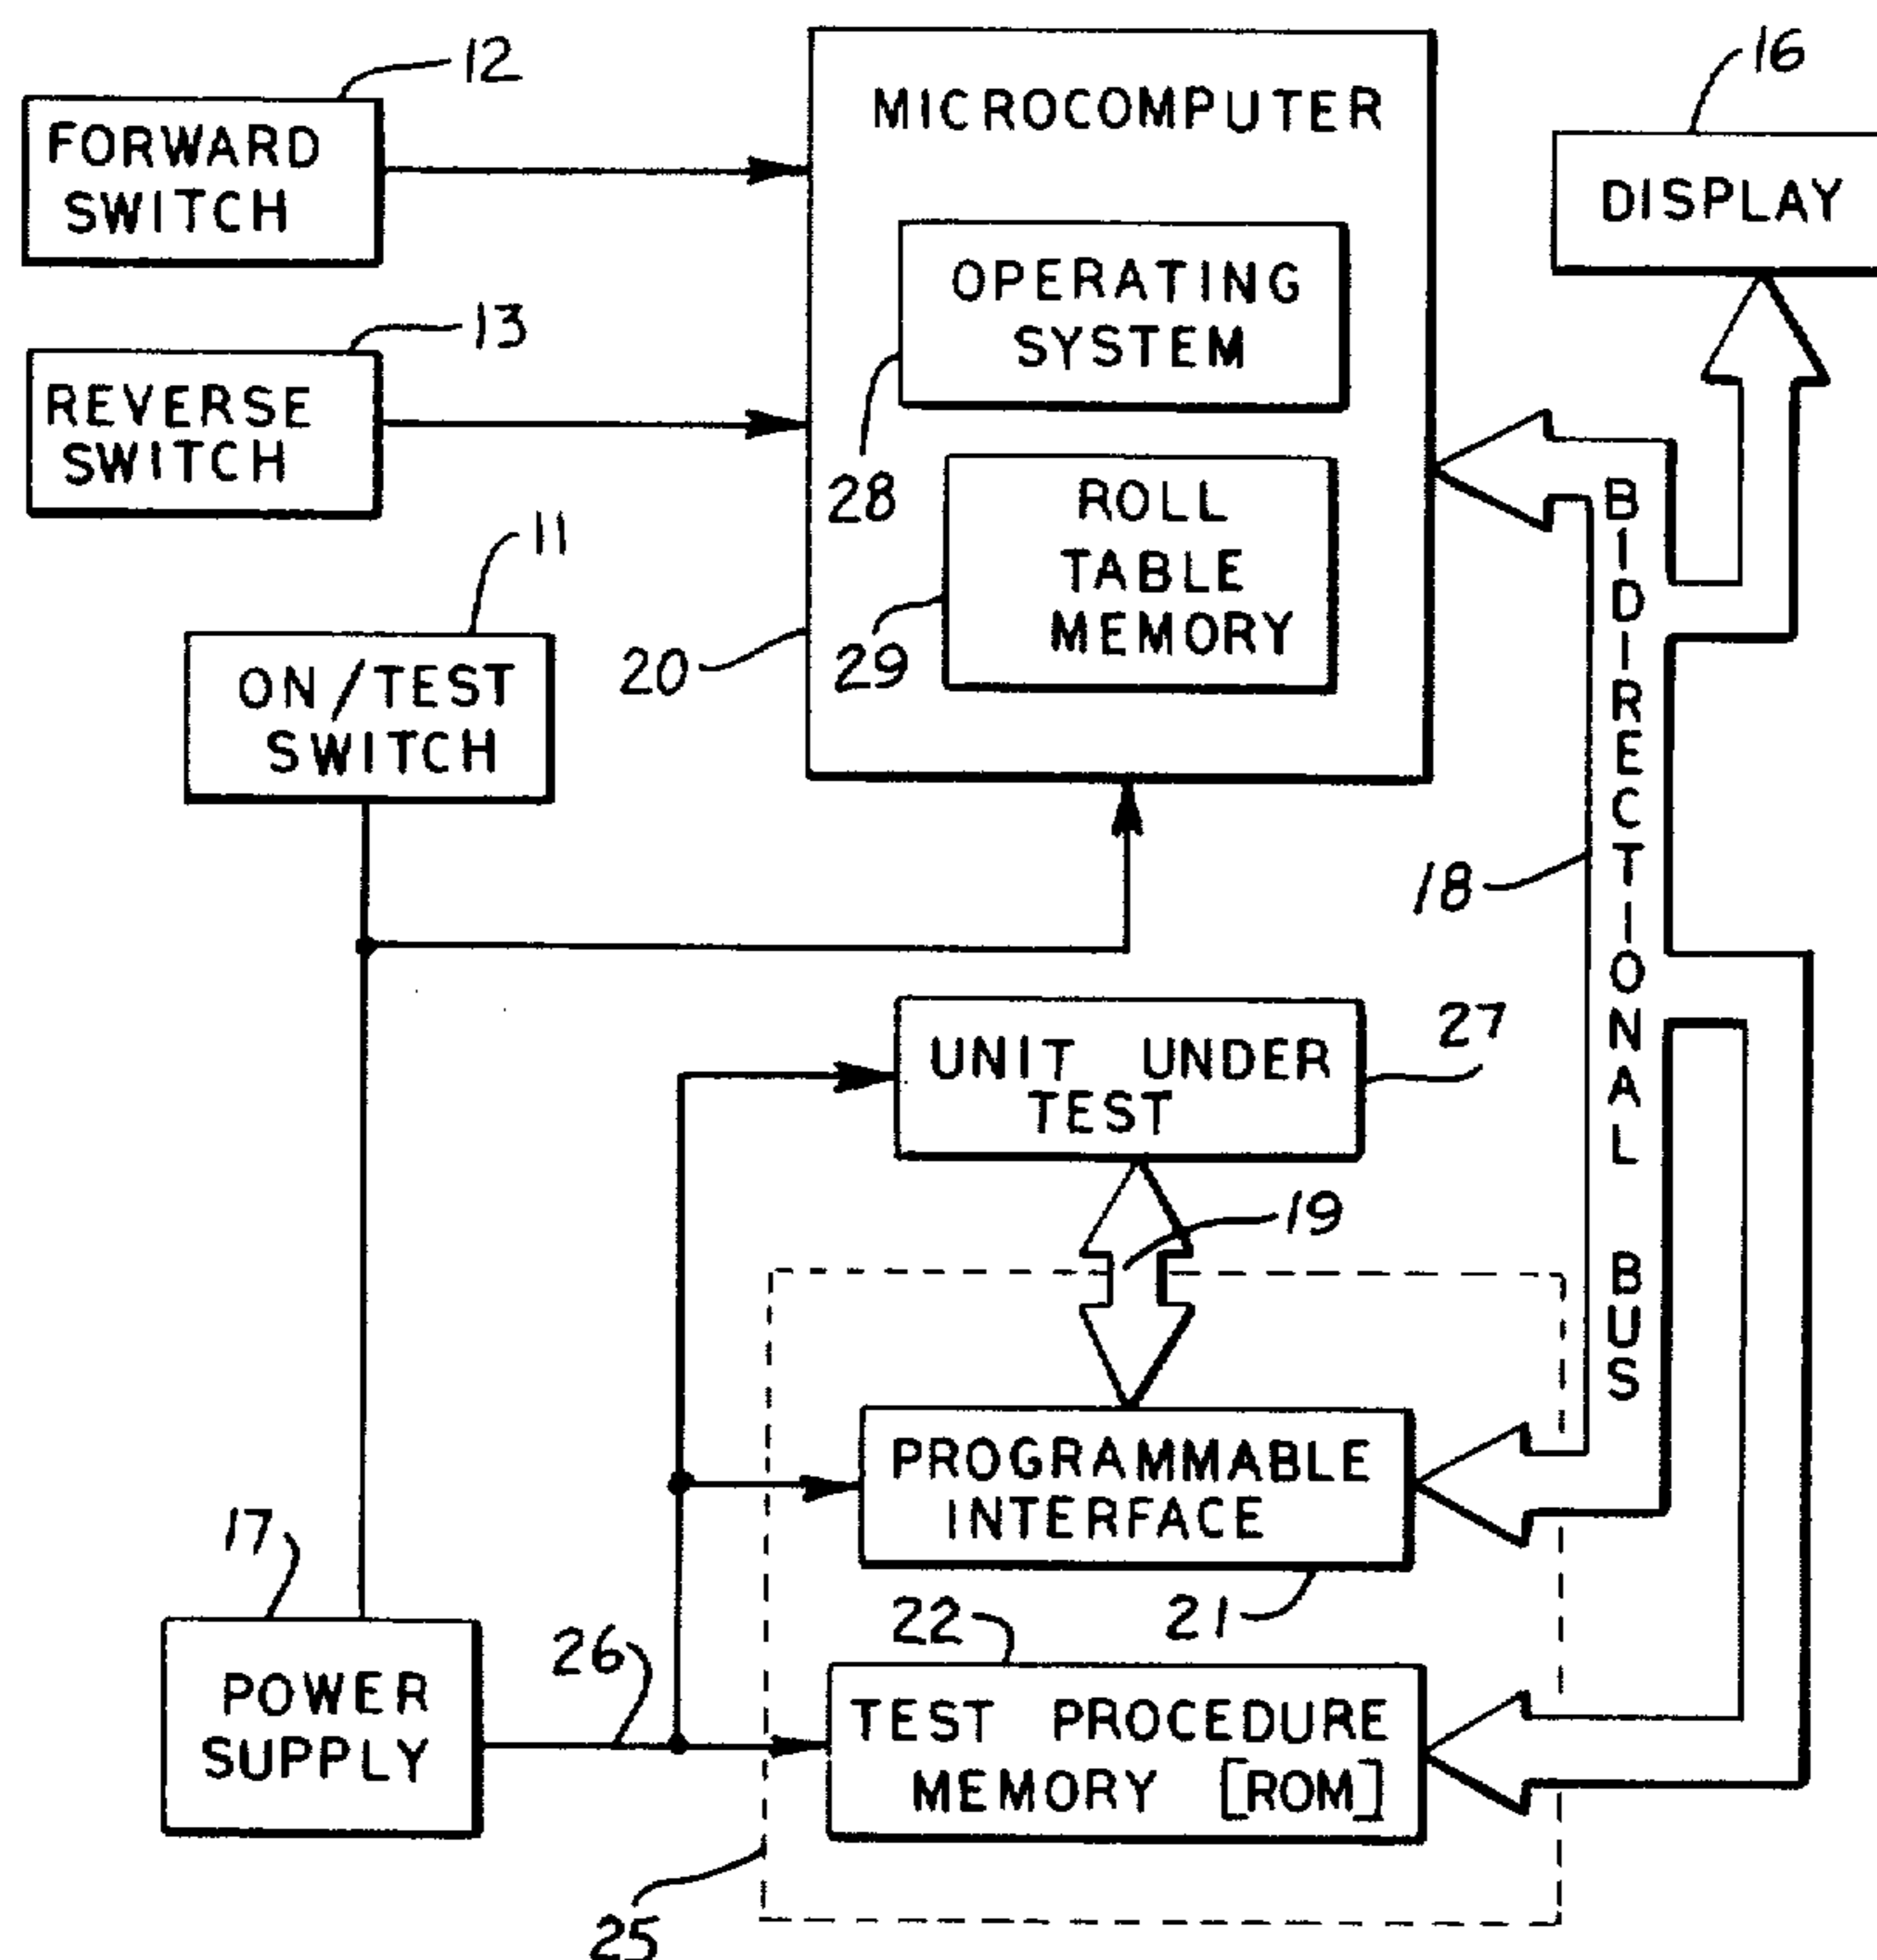 12
FORWARD
SWITCH
MICROCOMPUTER
16
DISPLAY
OPERATING
SYSTEM
28
13
REVERSE
SWITCH
ROLL
TABLE
MEMORY
29
20
11
ON/TEST
SWITCH
BIDIRECTIONAL BUS
18
UNIT UNDER
TEST
27
19
PROGRAMMABLE
INTERFACE
21
17
POWER
SUPPLY
26
22
TEST PROCEDURE
MEMORY [ROM]
25